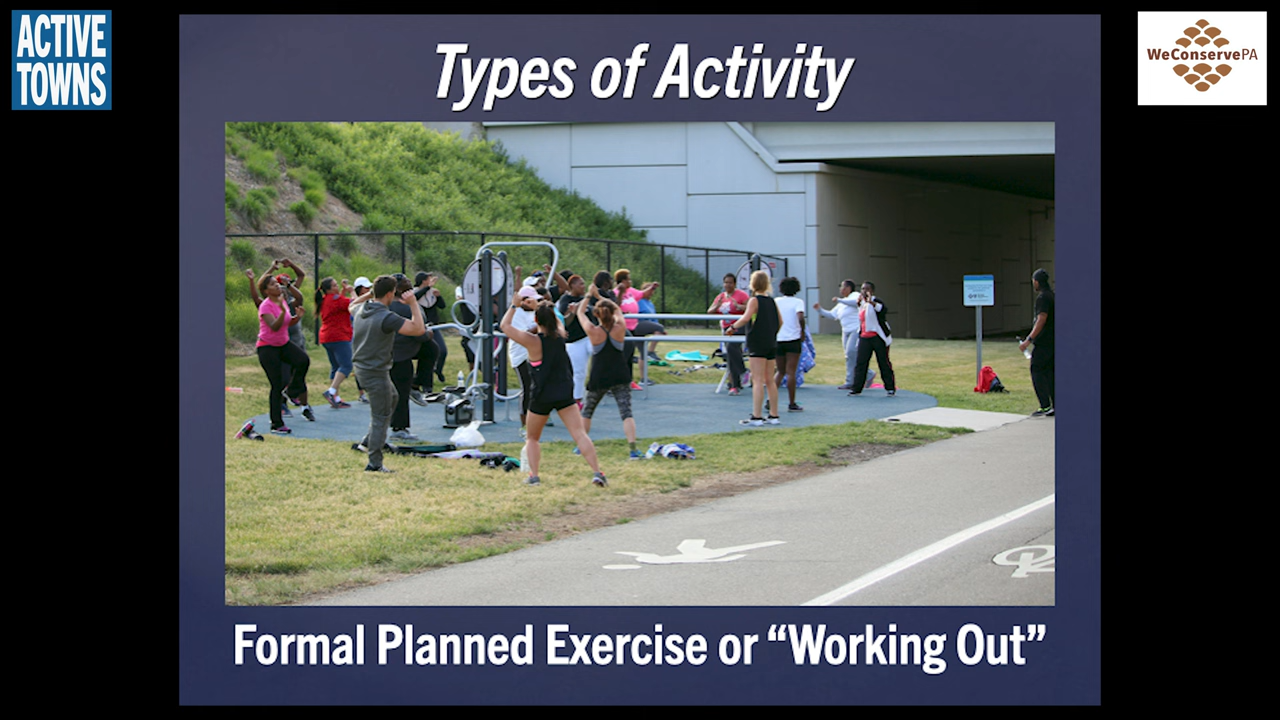 ACTIVE
TOWNS
Types of Activity
WeConservePA
Formal Planned Exercise or “Working Out”